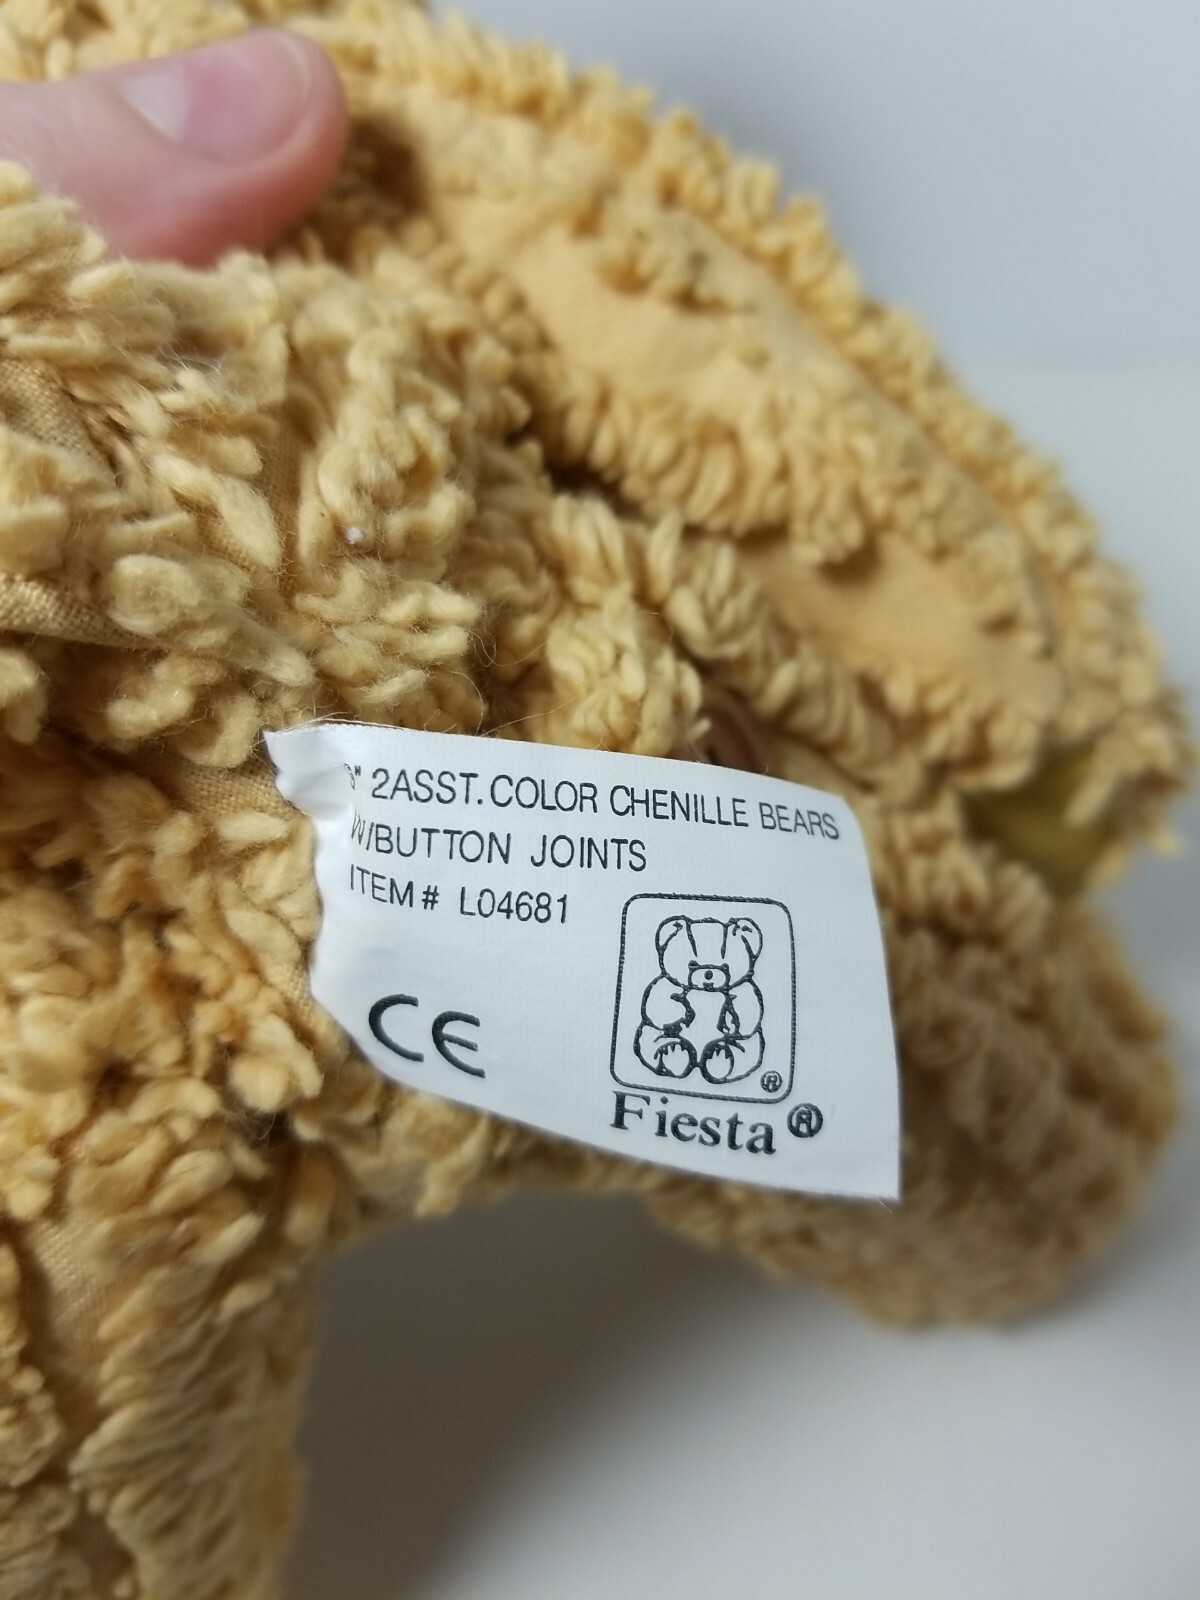 " 2ASST. COLOR CHENILLE BEARS
W/BUTTON JOINTS
ITEM # L04681
CE
®
Fiesta ®